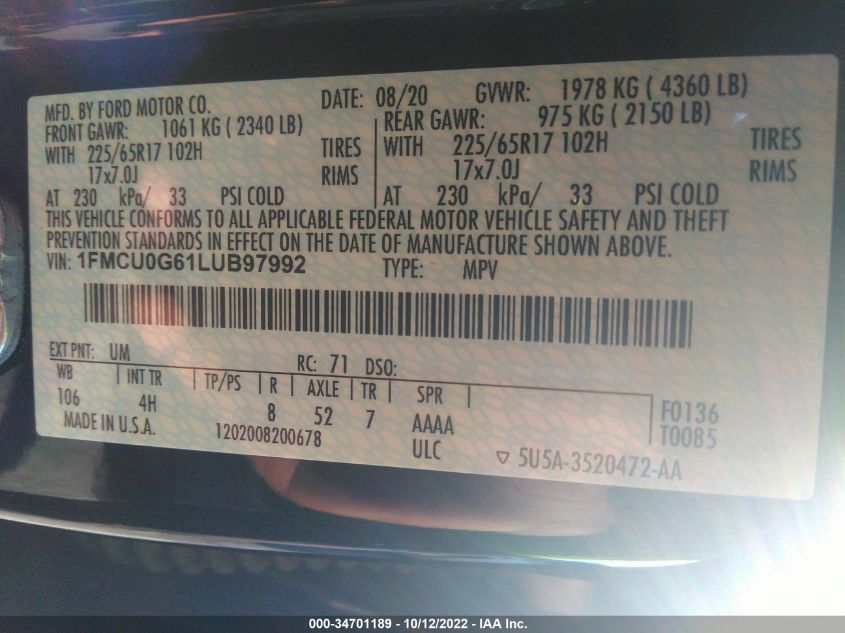 MFD. BY FORD MOTOR CO. DATE: 08/20 GVWR: 1978 KG ( 4360 LB)
FRONT GAWR: 1061 KG ( 2340 LB) REAR GAWR: 975 KG ( 2150 LB)
WITH 225/65R17 102H TIRES WITH 225/65R17 102H TIRES
17x7.0J RIMS 17x7.0J RIMS
AT 230 kPa/ 33 PSI COLD AT 230 kPa/ 33 PSI COLD
THIS VEHICLE CONFORMS TO ALL APPLICABLE FEDERAL MOTOR VEHICLE SAFETY AND THEFT
PREVENTION STANDARDS IN EFFECT ON THE DATE OF MANUFACTURE SHOWN ABOVE.
VIN: 1FMCU0G61LUB97992 TYPE: MPV
EXT PNT: UM RC: 71 DSO:
WB INT TR TP/PS R AXLE TR SPR
106 4H 8 52 7 AAAA F0136
MADE IN U.S.A. 1202008200678 ULC T0085
▽ 5U5A-3520472-AA
000-34701189 - 10/12/2022 - IAA Inc.